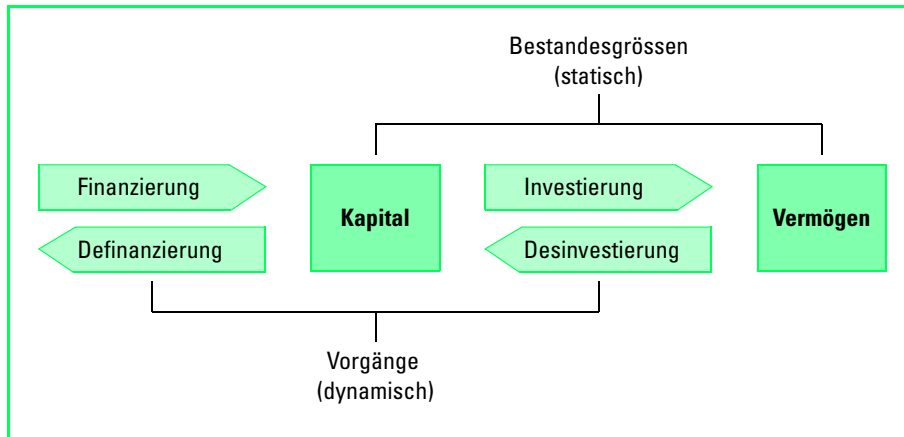 Bestandesgrössen
(statisch)
Finanzierung
Definanzierung
Kapital
Investierung
Desinvestierung
Vermögen
Vorgänge
(dynamisch)